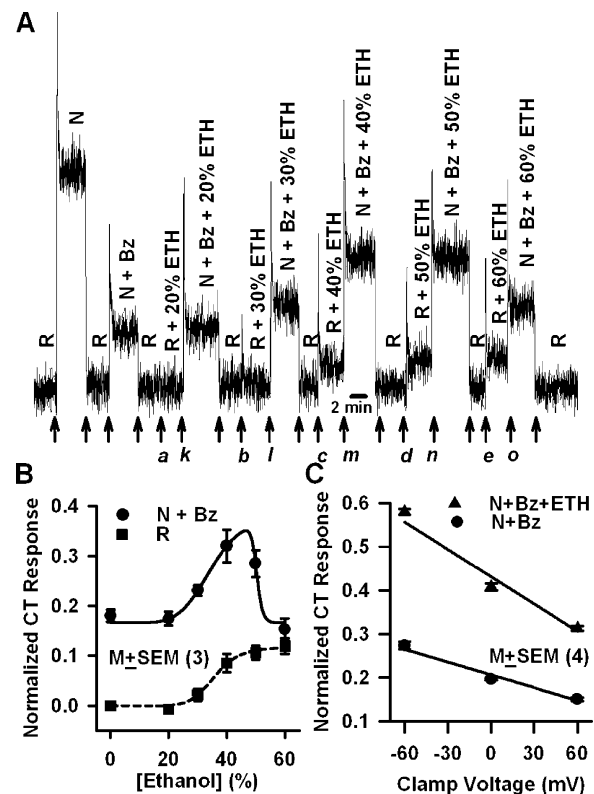 A
N
N + Bz
R + 20% ETH
N + Bz + 20% ETH
R + 30% ETH
N + Bz + 30% ETH
R + 40% ETH
N + Bz + 40% ETH
R + 50% ETH
N + Bz + 50% ETH
R + 60% ETH
N + Bz + 60% ETH
R
R
R
R
R
R
R
R
2 min
a k b l c m d n e o
B
Normalized CT Response
0.4
0.3
0.2
0.1
0.0
N + Bz
R
M±SEM (3)
0 20 40 60
[Ethanol] (%)
C
Normalized CT Response
0.6
0.5
0.4
0.3
0.2
0.1
N+Bz+ETH
N+Bz
M±SEM (4)
-60 -30 0 30 60
Clamp Voltage (mV)